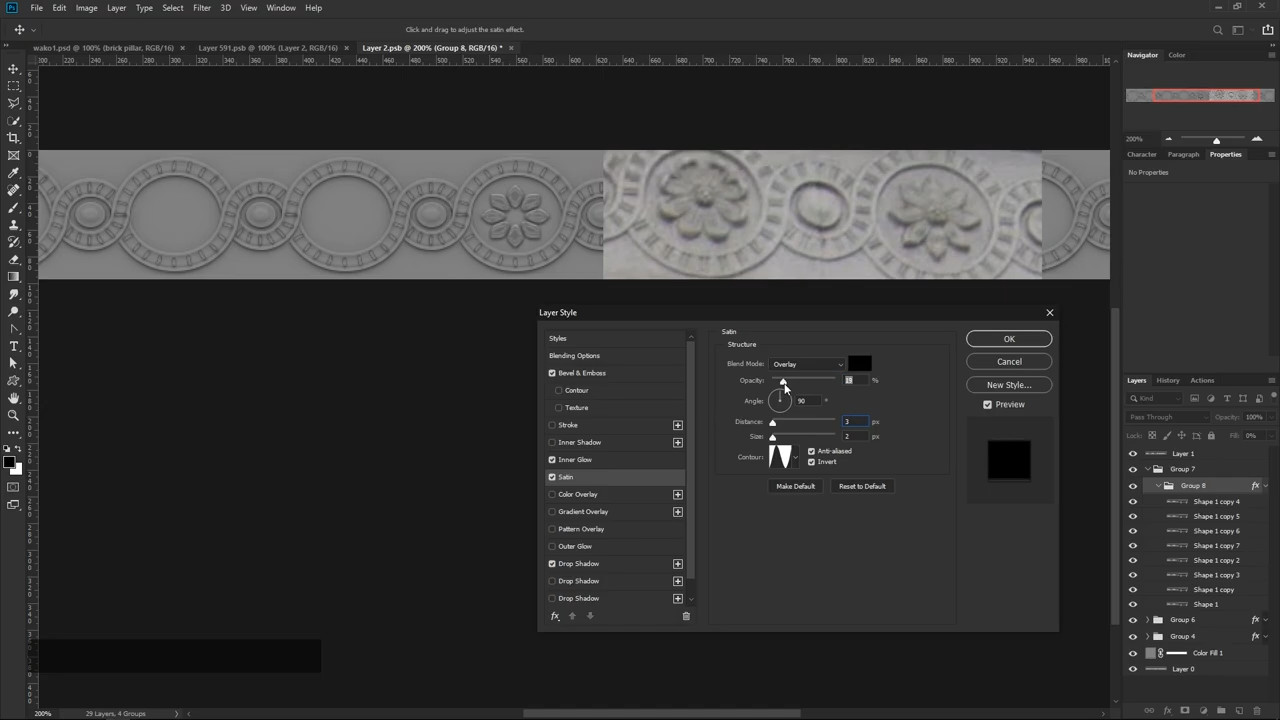 Ps File Edit Image Layer Type Select Filter 3D View Window Help
Click and drag to adjust the satin effect.
wako1.psd @ 100% (brick pillar, RGB/16)
Layer 591.psb @ 100% (Layer 2, RGB/16)
Layer 2.psb @ 200% (Group 8, RGB/16) *
Navigator Color
200%
Character Paragraph Properties
No Properties
Layer Style
Styles
Blending Options
Bevel & Emboss
Contour
Texture
Stroke
Inner Shadow
Inner Glow
Satin
Color Overlay
Gradient Overlay
Pattern Overlay
Outer Glow
Drop Shadow
Drop Shadow
Drop Shadow
Satin
Structure
Blend Mode: Overlay
Opacity: %
Angle: 90 °
Distance: 3 px
Size: 2 px
Contour: Anti-aliased
Invert
Make Default Reset to Default
OK
Cancel
New Style...
Preview
Layers History Actions
Kind
Pass Through Opacity: 100%
Lock: Fill: 0%
Layer 1
Group 7
Group 8 fx
Shape 1 copy 4
Shape 1 copy 5
Shape 1 copy 6
Shape 1 copy 7
Shape 1 copy 2
Shape 1 copy 3
Shape 1 copy
Shape 1
Group 6 fx
Group 4 fx
Color Fill 1
Layer 0
200% 29 Layers, 4 Groups